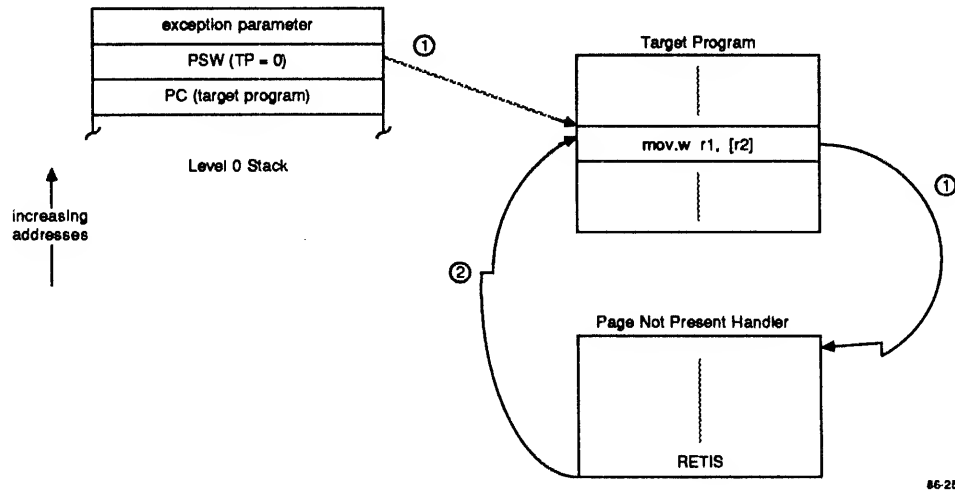 exception parameter
PSW (TP = 0)
PC (target program)
Level 0 Stack
increasing
addresses
①
Target Program
mov.w r1, [r2]
①
②
Page Not Present Handler
RETIS